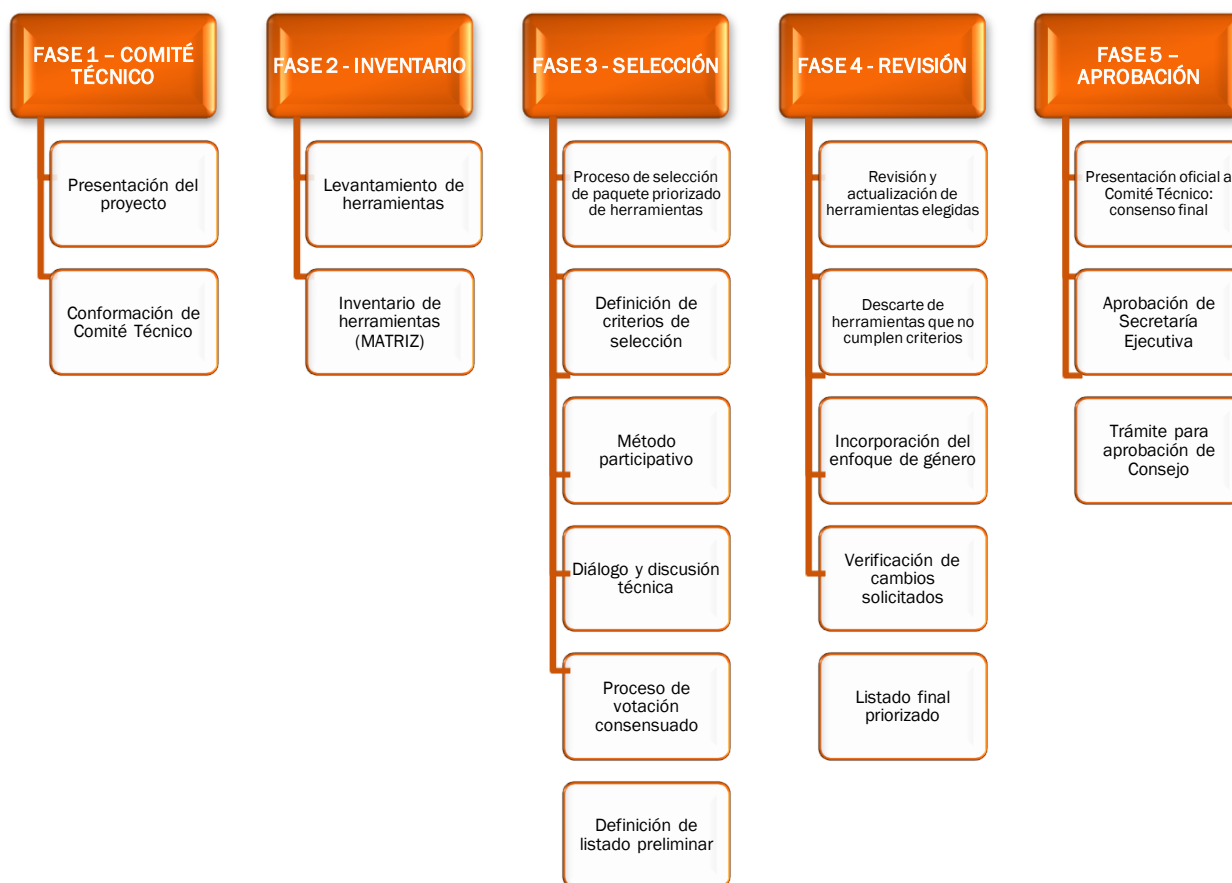 FASE 1 – COMITÉ
TÉCNICO
Presentación del
proyecto
Conformación de
Comité Técnico
FASE 2 - INVENTARIO
Levantamiento de
herramientas
Inventario de
herramientas
(MATRIZ)
FASE 3 - SELECCIÓN
Proceso de selección
de paquete priorizado
de herramientas
Definición de
criterios de
selección
Método
participativo
Diálogo y discusión
técnica
Proceso de
votación
consensuado
Definición de
listado preliminar
FASE 4 - REVISIÓN
Revisión y
actualización de
herramientas elegidas
Descarte de
herramientas que no
cumplen criterios
Incorporación del
enfoque de género
Verificación de
cambios
solicitados
Listado final
priorizado
FASE 5 –
APROBACIÓN
Presentación oficial a
Comité Técnico:
consenso final
Aprobación de
Secretaría
Ejecutiva
Trámite para
aprobación de
Consejo